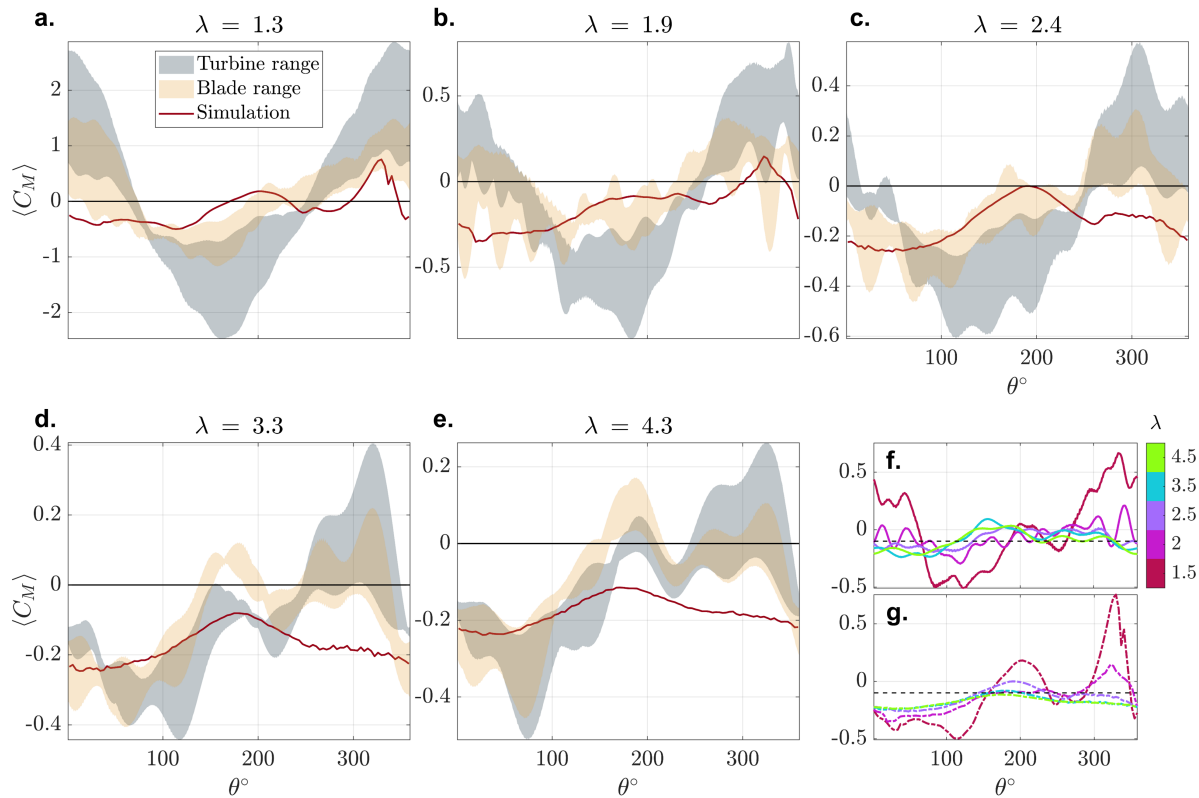 a.
λ = 1.3
b.
λ = 1.9
c.
λ = 2.4
Turbine range
Blade range
Simulation
⟨C_M⟩
2
1
0
-1
-2
0.5
0
-0.5
0.4
0.2
0
-0.2
-0.4
-0.6
100 200 300
θ°
d.
λ = 3.3
e.
λ = 4.3
⟨C_M⟩
0.4
0.2
0
-0.2
-0.4
100 200 300
θ°
0.2
0
-0.2
-0.4
100 200 300
θ°
f.
0.5
0
-0.5
λ
4.5
3.5
2.5
2
1.5
g.
0.5
0
-0.5
100 200 300
θ°